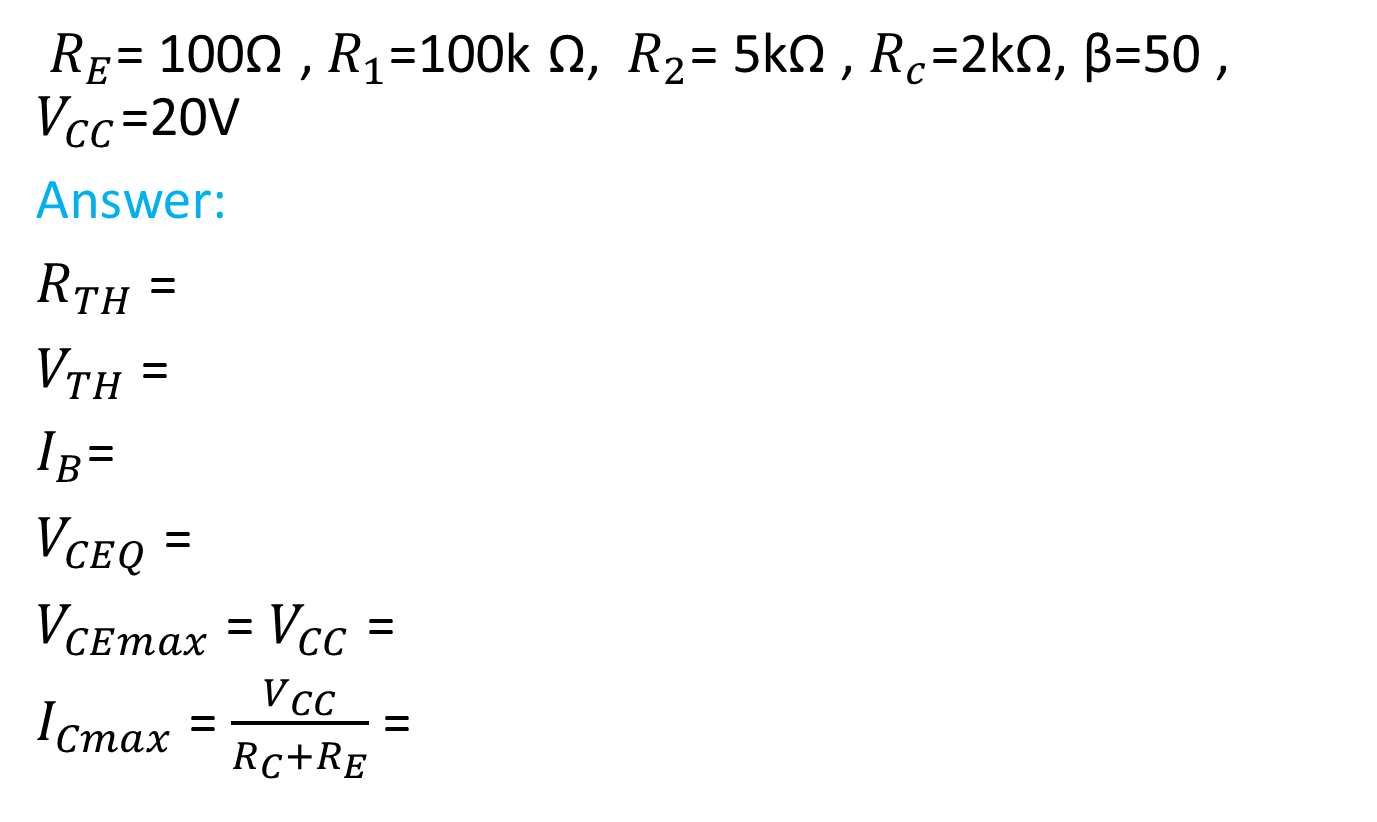 R_E= 100Ω , R_1=100k Ω,  R_2= 5kΩ , R_c=2kΩ, β=50 ,
V_CC=20V
Answer:
R_TH =
V_TH =
I_B=
V_CEQ =
V_CEmax = V_CC =
I_Cmax = V_CC/(R_C+R_E) =